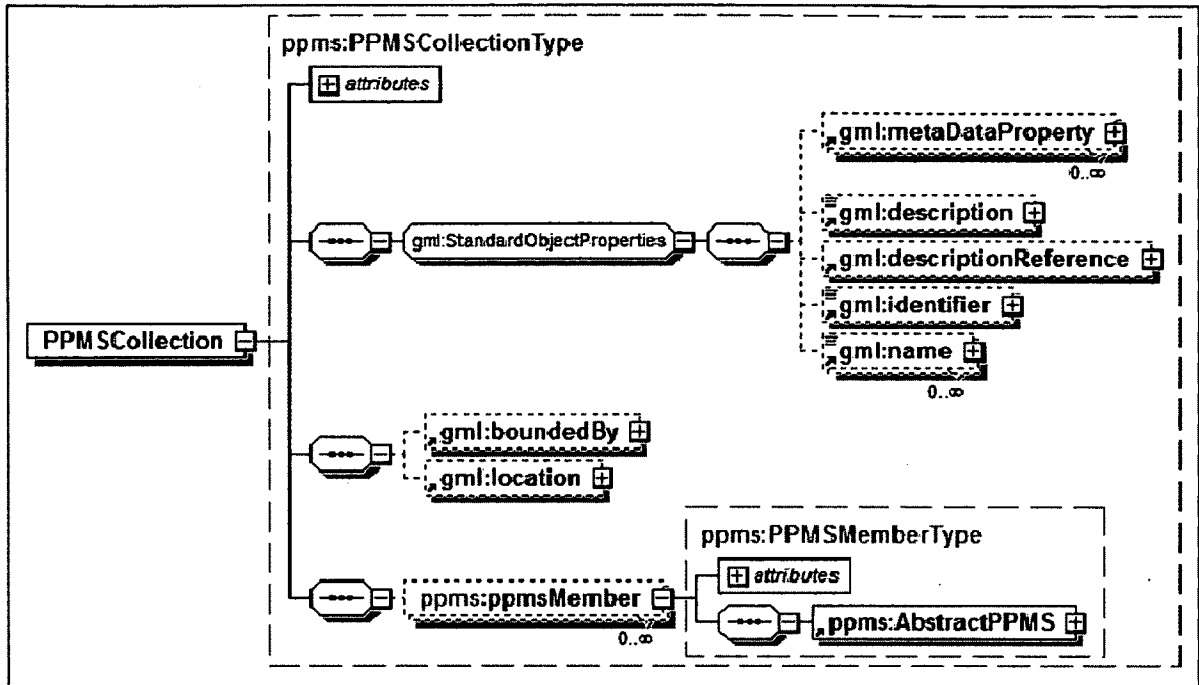 ppms:PPMSCollectionType
attributes
gml:metaDataProperty
0..∞
gml:description
gml:StandardObjectProperties
gml:descriptionReference
gml:identifier
PPMSCollection
gml:name
0..∞
gml:boundedBy
gml:location
ppms:PPMSMemberType
attributes
ppms:ppmsMember
0..∞
ppms:AbstractPPMS